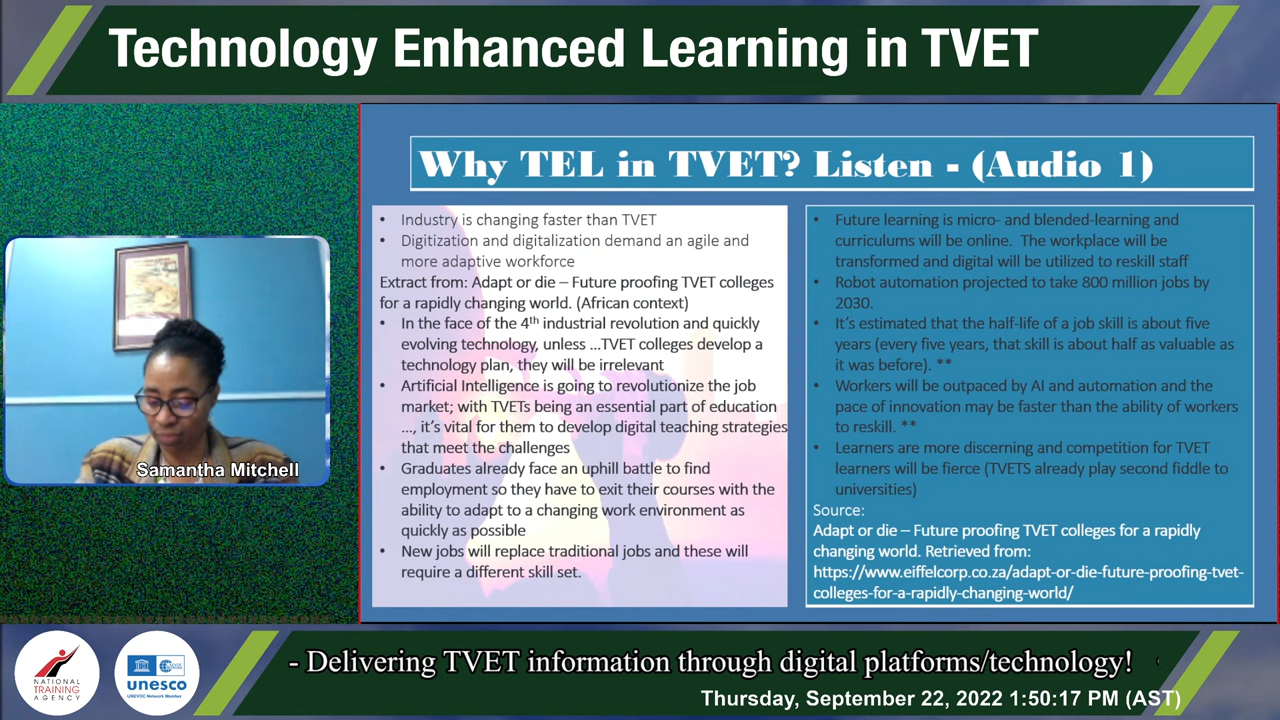 Technology Enhanced Learning in TVET
Why TEL in TVET? Listen - (Audio 1)
• Industry is changing faster than TVET
• Digitization and digitalization demand an agile and
more adaptive workforce
Extract from: Adapt or die – Future proofing TVET colleges
for a rapidly changing world. (African context)
• In the face of the 4th industrial revolution and quickly
evolving technology, unless ...TVET colleges develop a
technology plan, they will be irrelevant
• Artificial Intelligence is going to revolutionize the job
market; with TVETs being an essential part of education
..., it's vital for them to develop digital teaching strategies
that meet the challenges
• Graduates already face an uphill battle to find
employment so they have to exit their courses with the
ability to adapt to a changing work environment as
quickly as possible
• New jobs will replace traditional jobs and these will
require a different skill set.
• Future learning is micro- and blended-learning and
curriculums will be online. The workplace will be
transformed and digital will be utilized to reskill staff
• Robot automation projected to take 800 million jobs by
2030.
• It's estimated that the half-life of a job skill is about five
years (every five years, that skill is about half as valuable as
it was before). **
• Workers will be outpaced by AI and automation and the
pace of innovation may be faster than the ability of workers
to reskill. **
• Learners are more discerning and competition for TVET
learners will be fierce (TVETS already play second fiddle to
universities)
Source:
Adapt or die – Future proofing TVET colleges for a rapidly
changing world. Retrieved from:
https://www.eiffelcorp.co.za/adapt-or-die-future-proofing-tvet-
colleges-for-a-rapidly-changing-world/
Samantha Mitchell
NATIONAL
TRAINING
AGENCY
unesco
UNEVOC Network Member
- Delivering TVET information through digital platforms/technology!
Thursday, September 22, 2022 1:50:17 PM (AST)